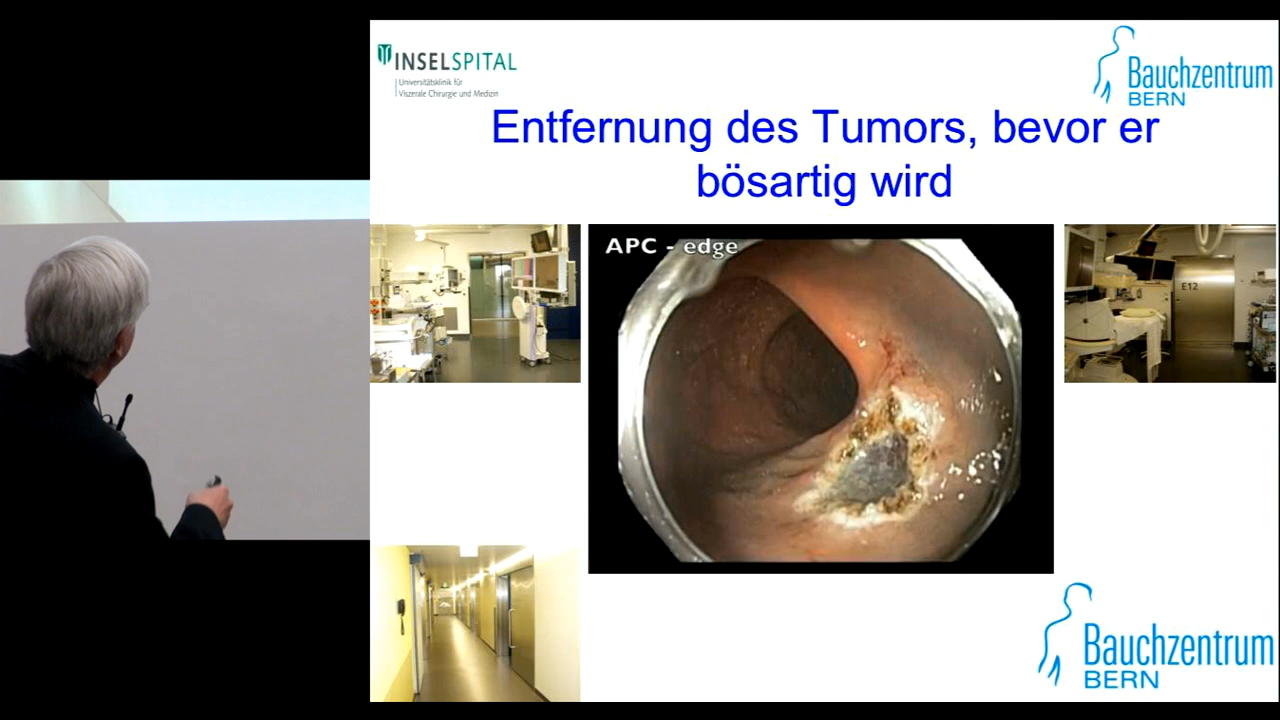 INSELSPITAL
Universitätsklinik für
Viszerale Chirurgie und Medizin
Bauchzentrum
BERN
Entfernung des Tumors, bevor er
bösartig wird
APC - edge
E12
Bauchzentrum
BERN